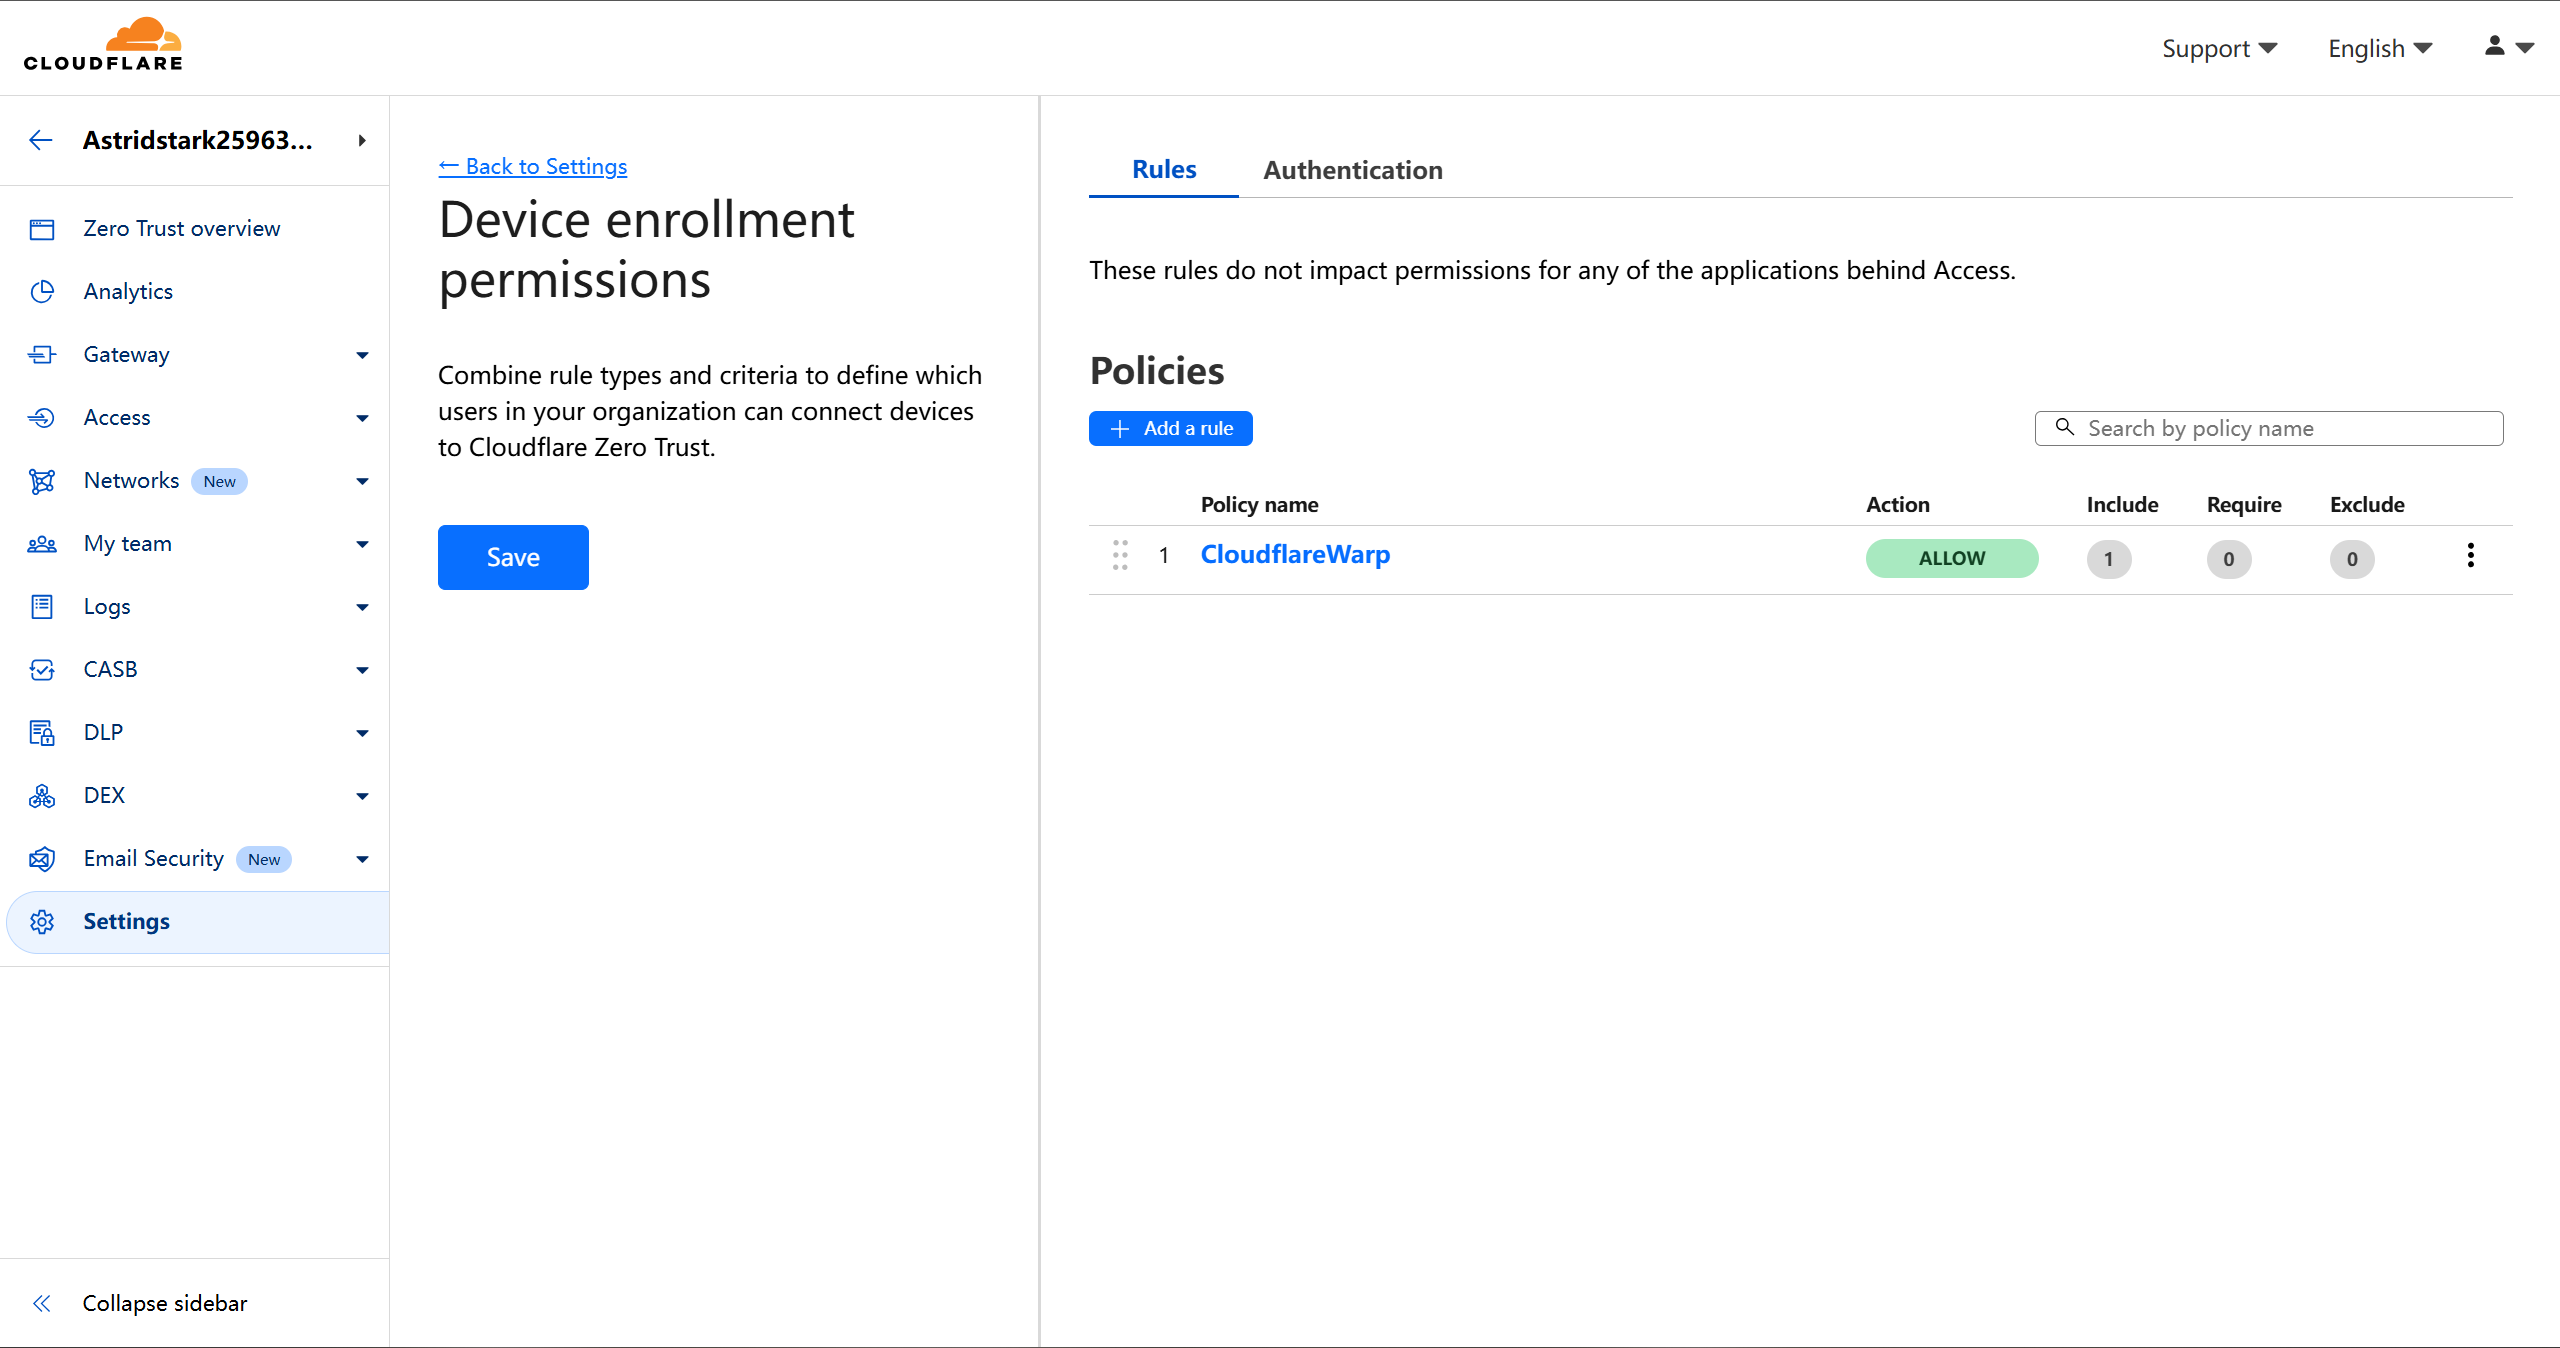 CLOUDFLARE
Support
English
Astridstark25963...
Zero Trust overview
Analytics
Gateway
Access
Networks New
My team
Logs
CASB
DLP
DEX
Email Security New
Settings
Collapse sidebar
← Back to Settings
Device enrollment
permissions
Combine rule types and criteria to define which
users in your organization can connect devices
to Cloudflare Zero Trust.
Save
Rules Authentication
These rules do not impact permissions for any of the applications behind Access.
Policies
+ Add a rule
Search by policy name
Policy name Action Include Require Exclude
1 CloudflareWarp ALLOW 1 0 0